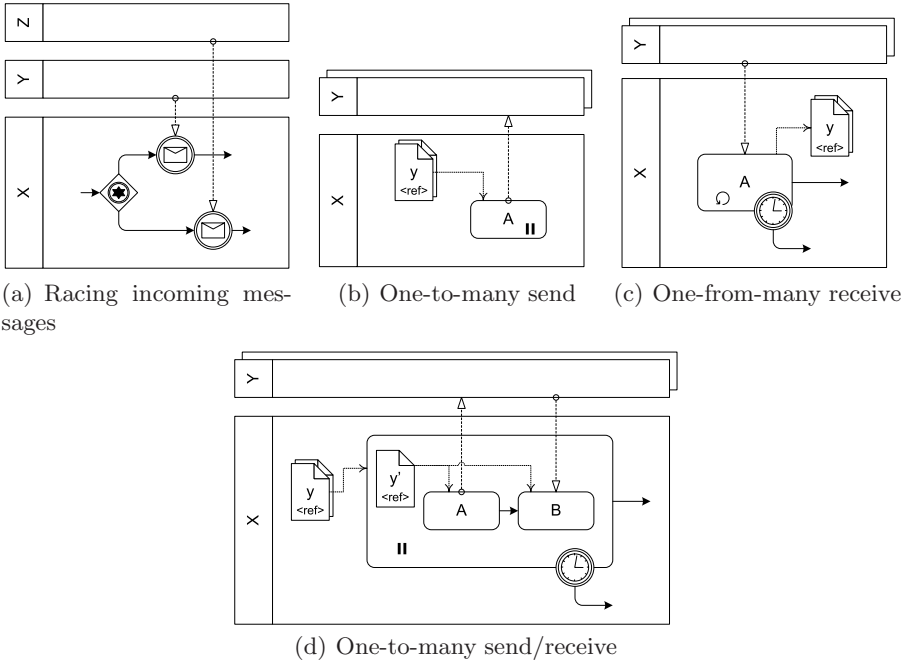 Z
Y
X
(a) Racing incoming mes-
sages
Y
X
y
<ref>
A
(b) One-to-many send
Y
X
A
y
<ref>
(c) One-from-many receive
Y
X
y
<ref>
y'
<ref>
A
B
(d) One-to-many send/receive